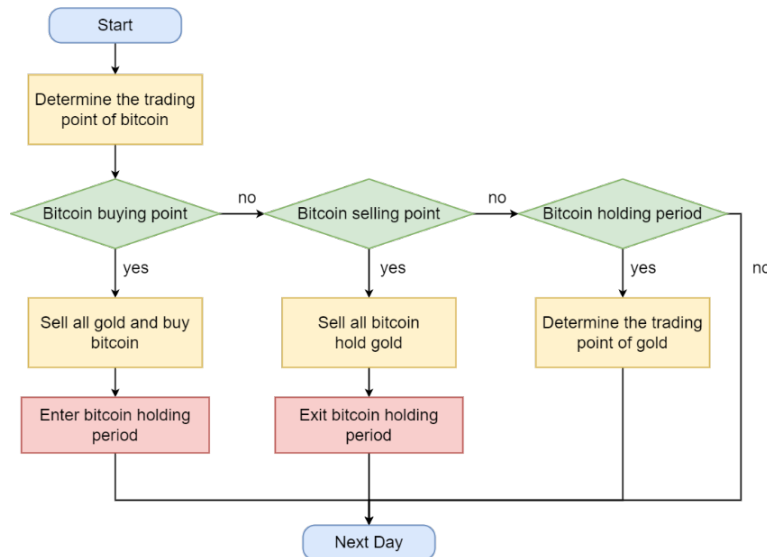 Start
Determine the trading
point of bitcoin
Bitcoin buying point
no
Bitcoin selling point
no
Bitcoin holding period
yes
yes
yes
no
Sell all gold and buy
bitcoin
Sell all bitcoin
hold gold
Determine the trading
point of gold
Enter bitcoin holding
period
Exit bitcoin holding
period
Next Day